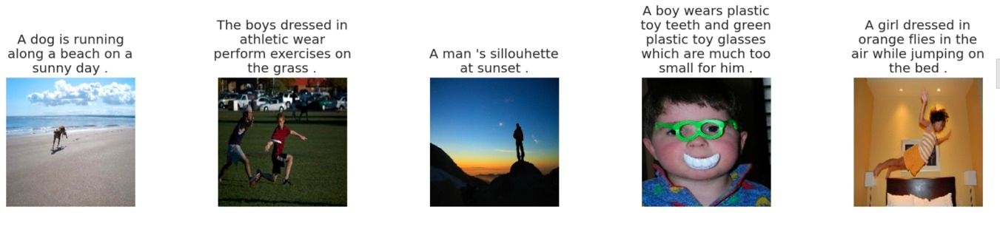 A dog is running
along a beach on a
sunny day .
The boys dressed in
athletic wear
perform exercises on
the grass .
A man 's sillouhette
at sunset .
A boy wears plastic
toy teeth and green
plastic toy glasses
which are much too
small for him .
A girl dressed in
orange flies in the
air while jumping on
the bed .